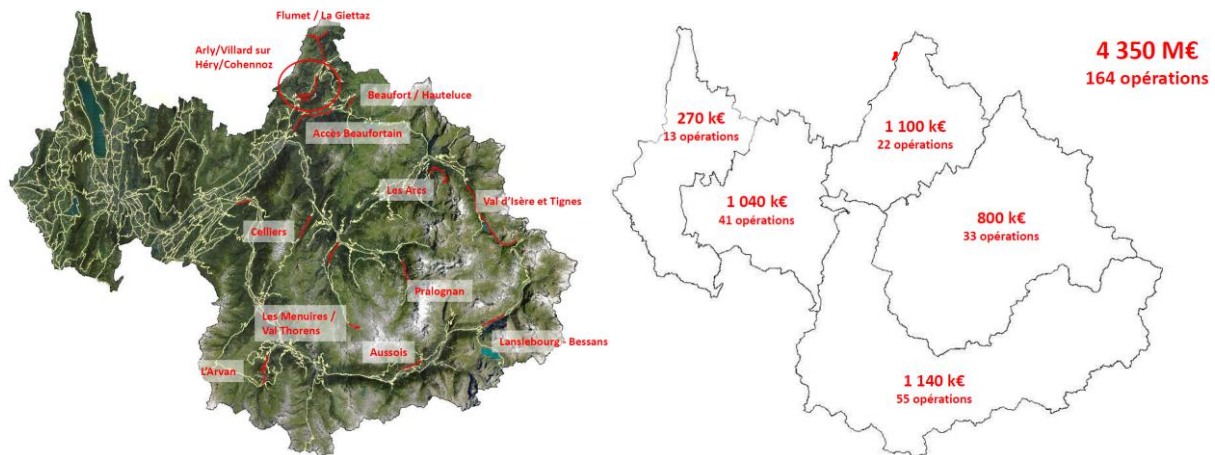 Flumet / La Giettaz
Arly/Villard sur
Héry/Cohennoz
Beaufort / Hauteluce
Accès Beaufortain
Les Arcs
Val d'Isère et Tignes
Celliers
Pralognan
Les Menuires /
Val Thorens
Lanslebourg - Bessans
Aussois
L'Arvan
4 350 M€
164 opérations
270 k€
13 opérations
1 100 k€
22 opérations
1 040 k€
41 opérations
800 k€
33 opérations
1 140 k€
55 opérations